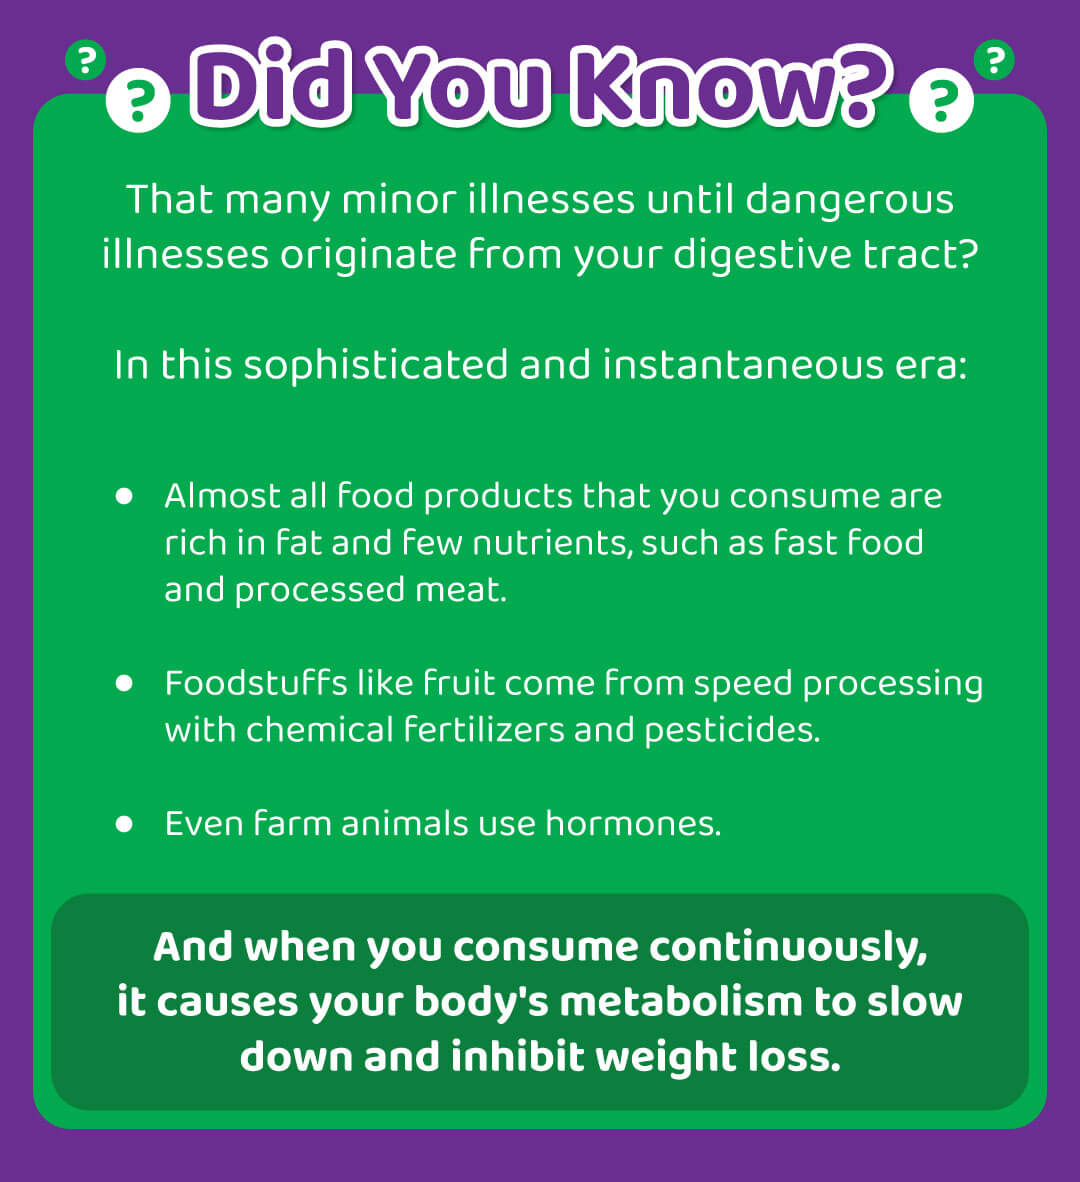 ? ? Did You Know? ? ?
That many minor illnesses until dangerous
illnesses originate from your digestive tract?
In this sophisticated and instantaneous era:
• Almost all food products that you consume are
rich in fat and few nutrients, such as fast food
and processed meat.
• Foodstuffs like fruit come from speed processing
with chemical fertilizers and pesticides.
• Even farm animals use hormones.
And when you consume continuously,
it causes your body's metabolism to slow
down and inhibit weight loss.